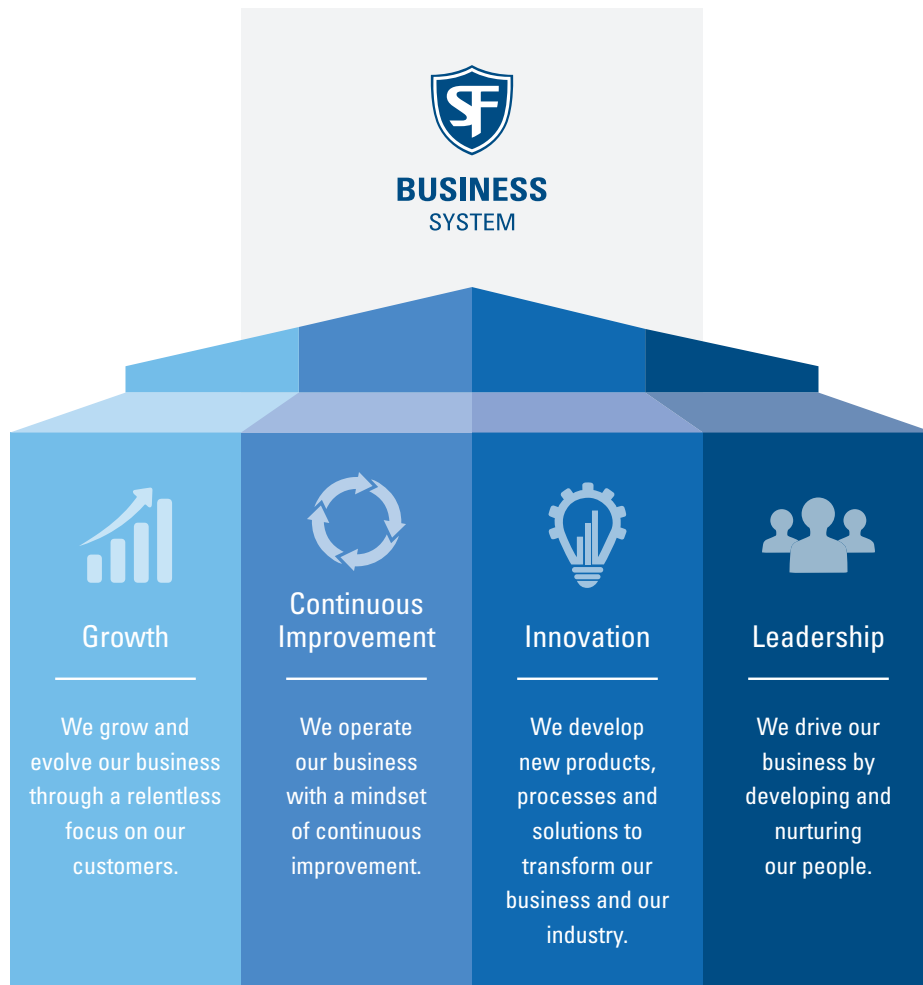 SF
BUSINESS
SYSTEM
Growth
We grow and
evolve our business
through a relentless
focus on our
customers.
Continuous
Improvement
We operate
our business
with a mindset
of continuous
improvement.
Innovation
We develop
new products,
processes and
solutions to
transform our
business and our
industry.
Leadership
We drive our
business by
developing and
nurturing
our people.